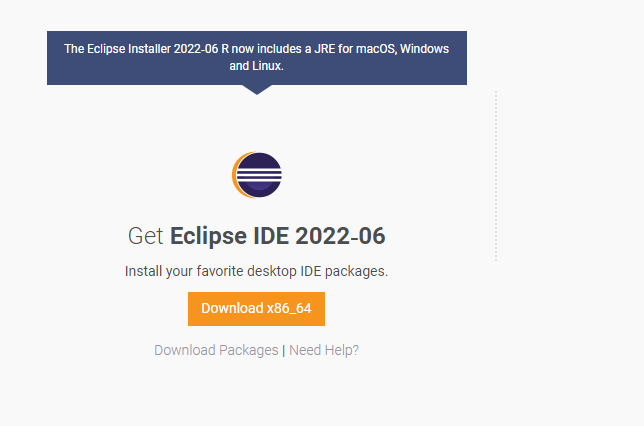 The Eclipse Installer 2022-06 R now includes a JRE for macOS, Windows
and Linux.
Get Eclipse IDE 2022-06
Install your favorite desktop IDE packages.
Download x86_64
Download Packages | Need Help?